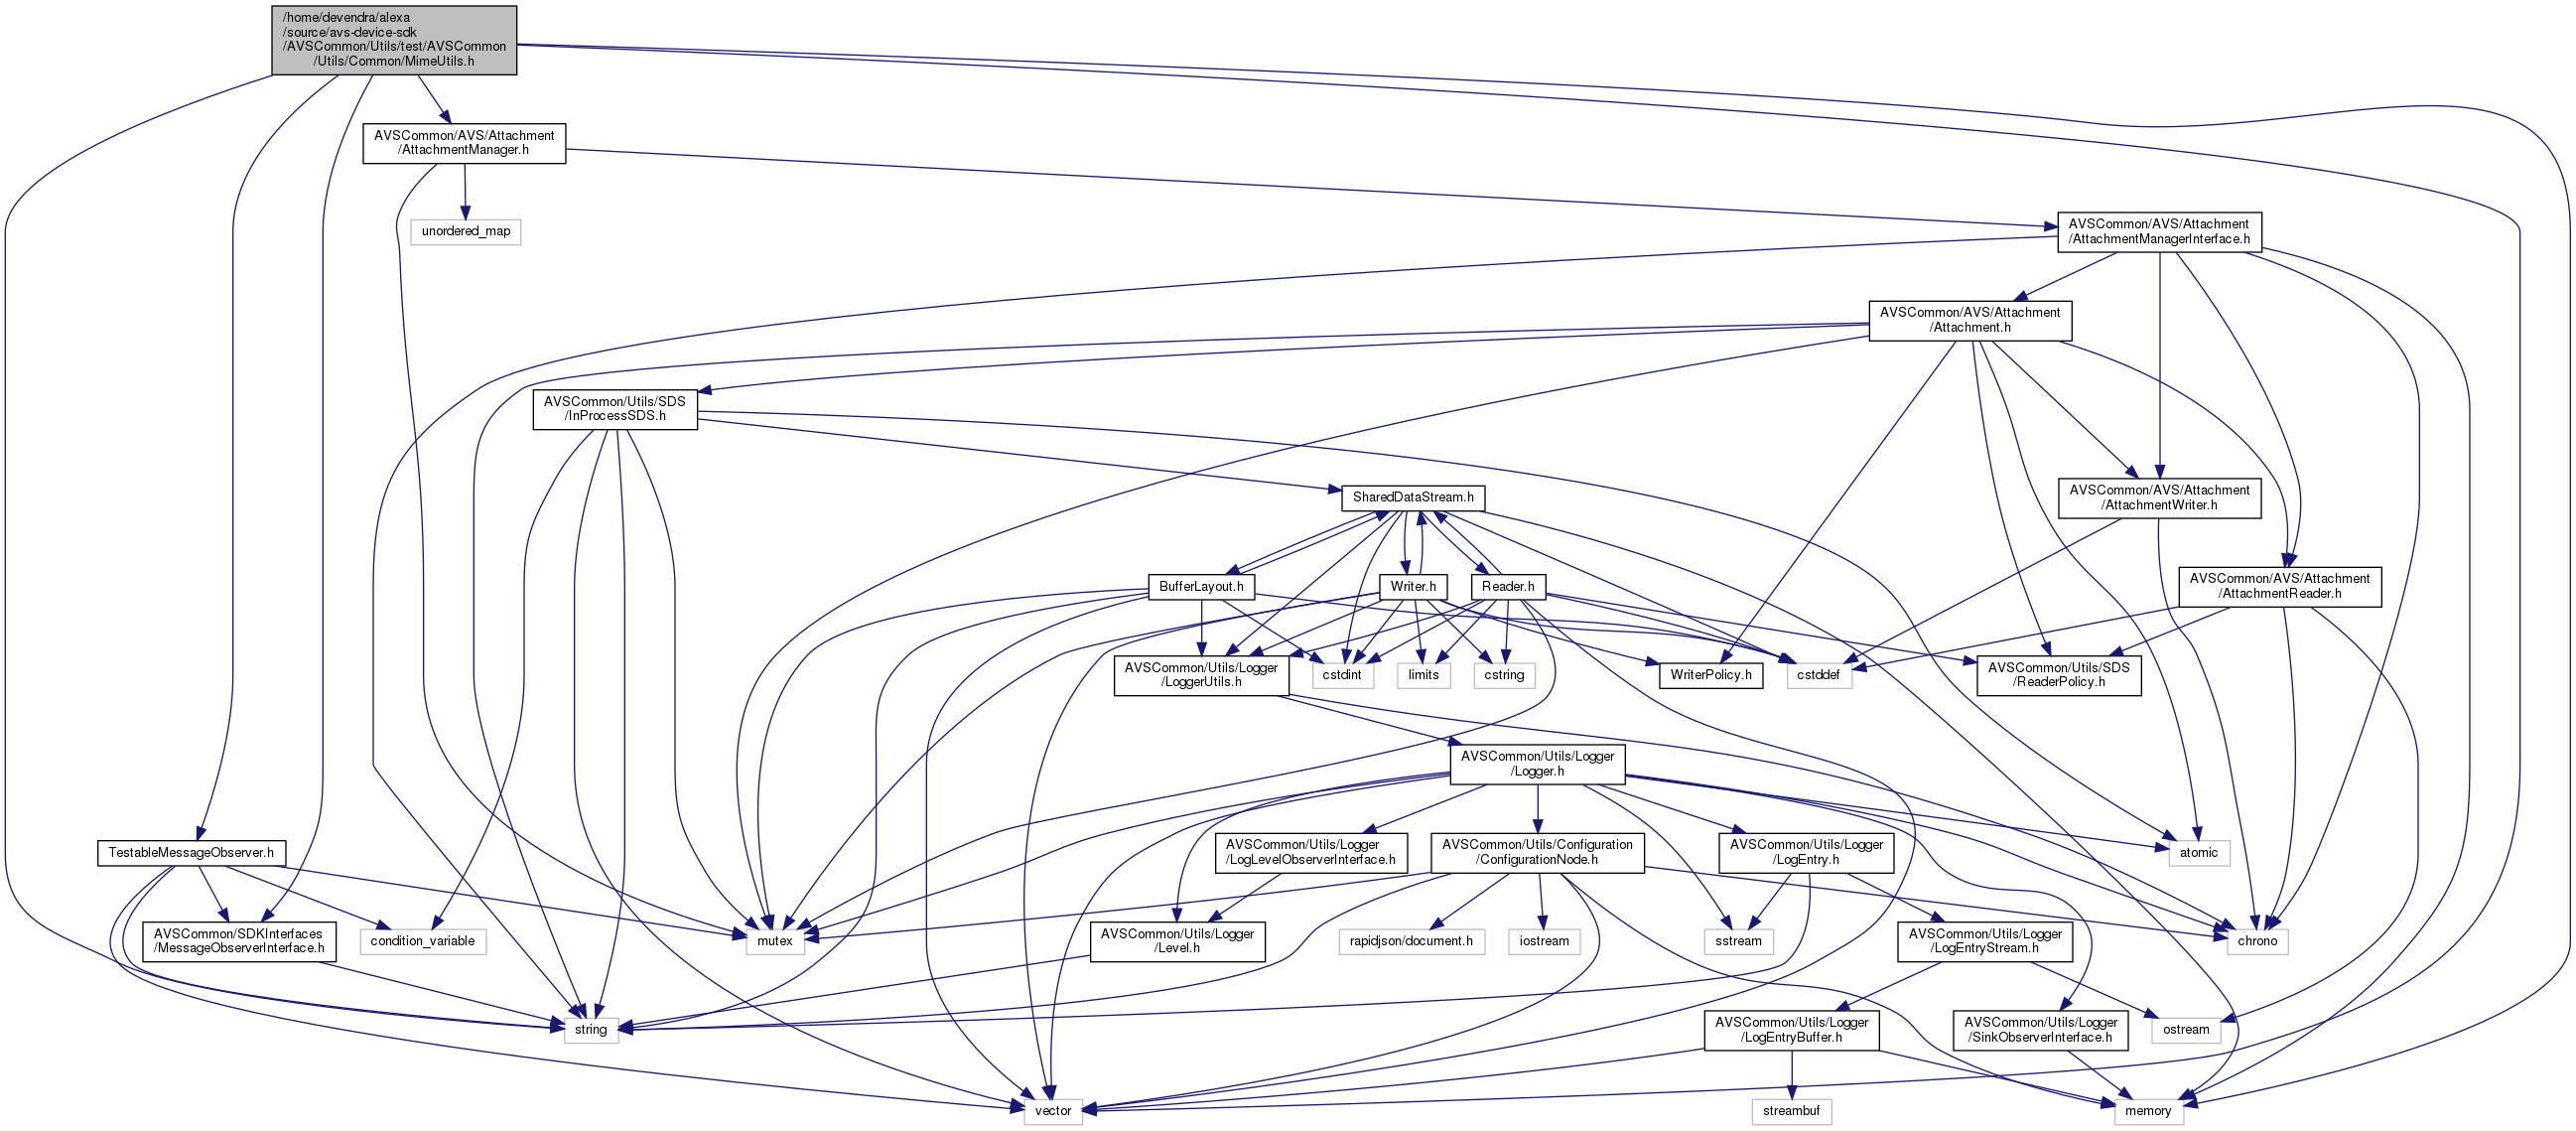 /home/devendra/alexa
/source/avs-device-sdk
/AVSCommon/Utils/test/AVSCommon
/Utils/Common/MimeUtils.h
AVSCommon/AVS/Attachment
/AttachmentManager.h
unordered_map
AVSCommon/AVS/Attachment
/AttachmentManagerInterface.h
AVSCommon/AVS/Attachment
/Attachment.h
AVSCommon/Utils/SDS
/InProcessSDS.h
SharedDataStream.h
AVSCommon/AVS/Attachment
/AttachmentWriter.h
BufferLayout.h
Writer.h
Reader.h
AVSCommon/AVS/Attachment
/AttachmentReader.h
AVSCommon/Utils/Logger
/LoggerUtils.h
cstdint
limits
cstring
WriterPolicy.h
cstddef
AVSCommon/Utils/SDS
/ReaderPolicy.h
AVSCommon/Utils/Logger
/Logger.h
TestableMessageObserver.h
AVSCommon/Utils/Logger
/LogLevelObserverInterface.h
AVSCommon/Utils/Configuration
/ConfigurationNode.h
AVSCommon/Utils/Logger
/LogEntry.h
atomic
AVSCommon/SDKInterfaces
/MessageObserverInterface.h
condition_variable
mutex
AVSCommon/Utils/Logger
/Level.h
rapidjson/document.h
iostream
sstream
AVSCommon/Utils/Logger
/LogEntryStream.h
chrono
string
AVSCommon/Utils/Logger
/LogEntryBuffer.h
AVSCommon/Utils/Logger
/SinkObserverInterface.h
ostream
vector
streambuf
memory